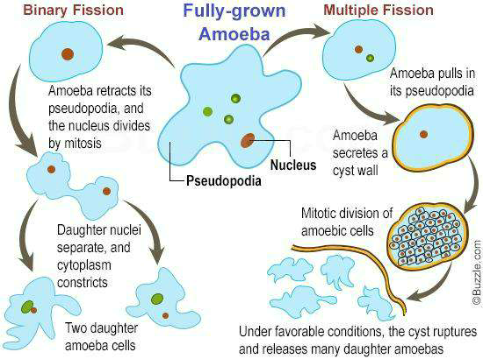 Binary Fission
Fully-grown
Amoeba
Multiple Fission
Amoeba retracts its
pseudopodia, and
the nucleus divides
by mitosis
Nucleus
Pseudopodia
Amoeba pulls in
its pseudopodia
Amoeba
secretes a
cyst wall
Daughter nuclei
separate, and
cytoplasm
constricts
Mitotic division of
amoebic cells
Two daughter
amoeba cells
Under favorable conditions, the cyst ruptures
and releases many daughter amoebas
©Buzzle.com